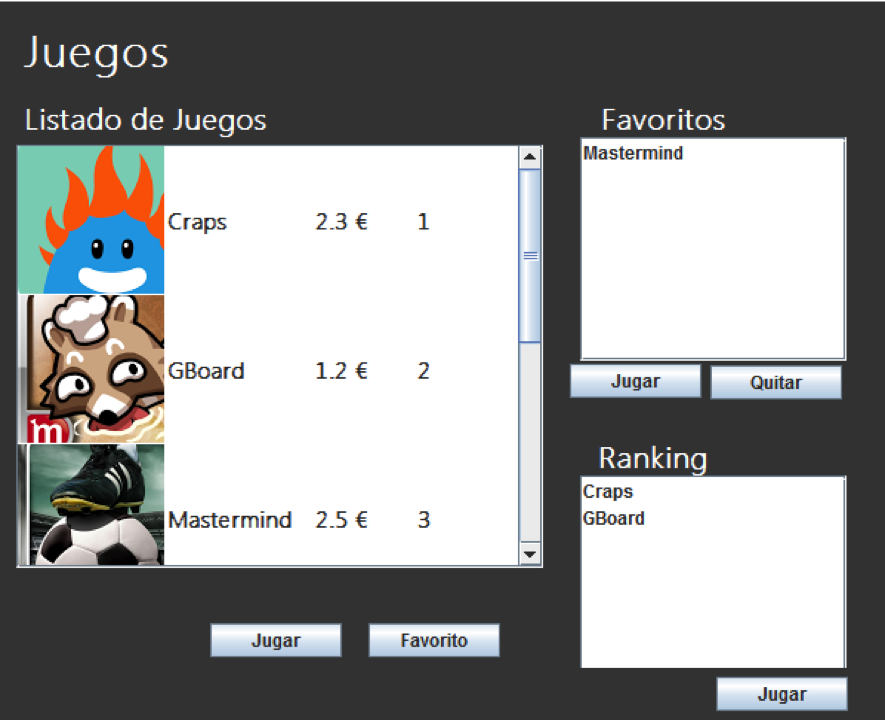 Juegos
Listado de Juegos
Craps 2.3 € 1
GBoard 1.2 € 2
m
Mastermind 2.5 € 3
Jugar Favorito
Favoritos
Mastermind
Jugar Quitar
Ranking
Craps
GBoard
Jugar